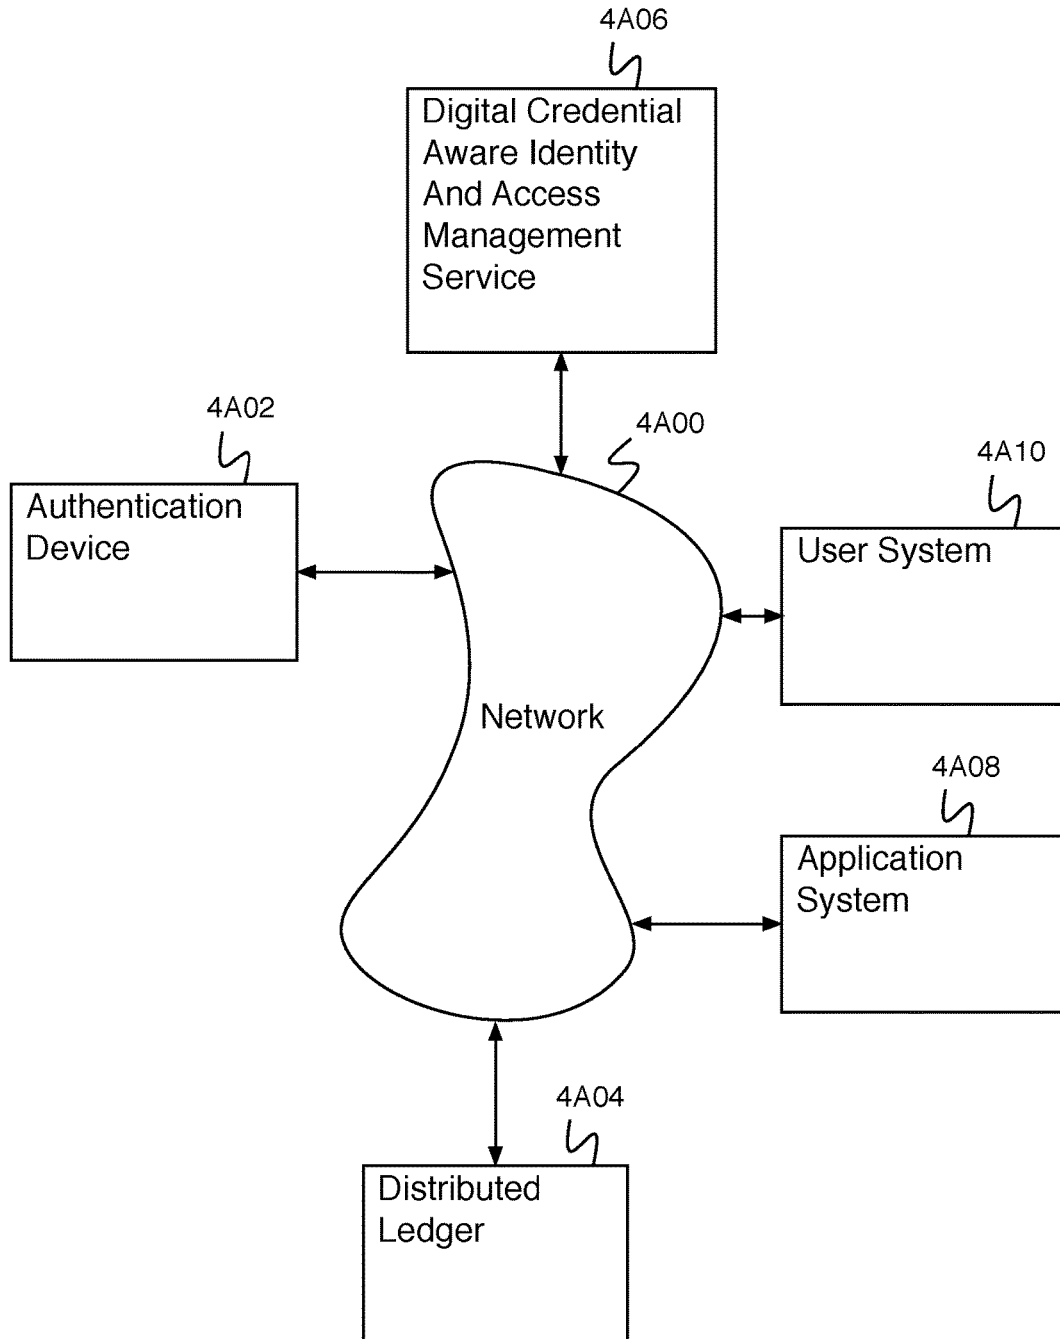 4A06
Digital Credential
Aware Identity
And Access
Management
Service
4A02
4A00
4A10
Authentication
Device
User System
Network
4A08
Application
System
4A04
Distributed
Ledger